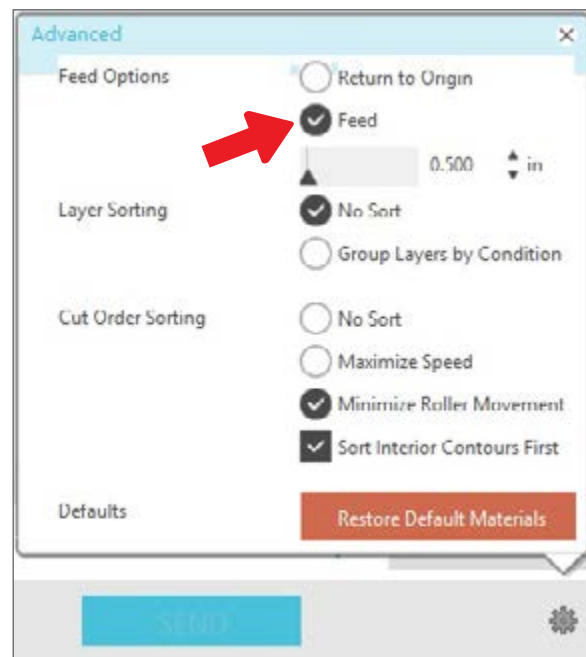 Advanced
Feed Options
Return to Origin
Feed
0.500 in
Layer Sorting
No Sort
Group Layers by Condition
Cut Order Sorting
No Sort
Maximize Speed
Minimize Roller Movement
Sort Interior Contours First
Defaults
Restore Default Materials
SEND